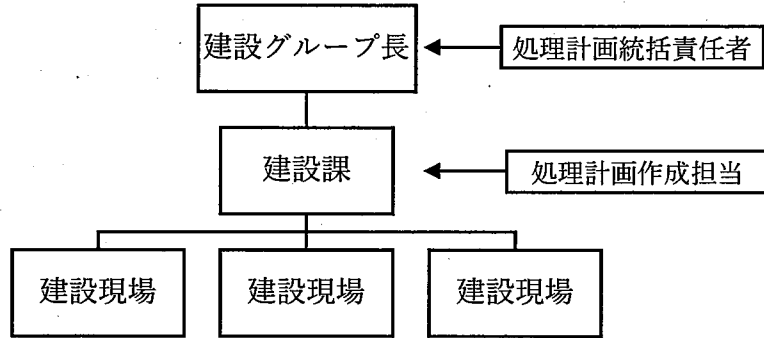 建設グループ長
処理計画統括責任者
建設課
処理計画作成担当
建設現場
建設現場
建設現場